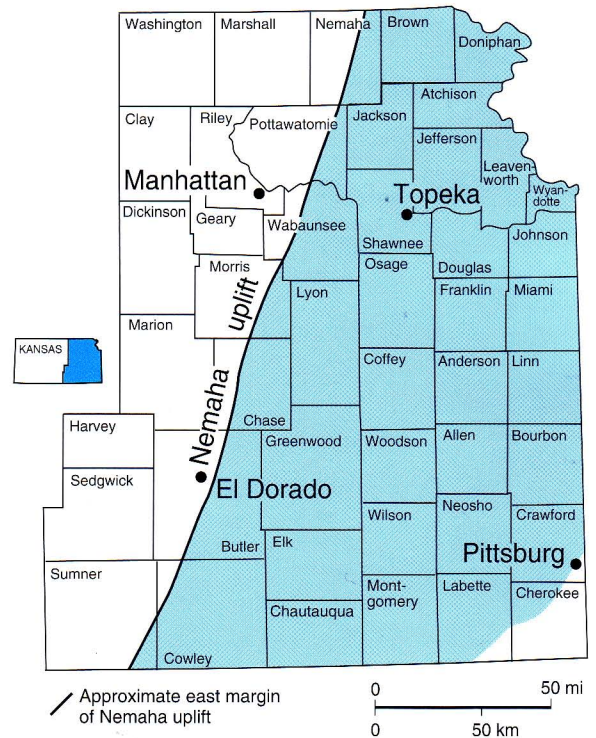 Washington
Marshall
Nemaha
Brown
Doniphan
Atchison
Clay
Riley
Pottawatomie
Jackson
Jefferson
Leaven-
worth
Wyan-
dotte
Manhattan
Topeka
Dickinson
Geary
Wabaunsee
Shawnee
Johnson
Morris
Osage
Douglas
Lyon
Franklin
Miami
Marion
Nemaha uplift
KANSAS
Coffey
Anderson
Linn
Chase
Harvey
Greenwood
Woodson
Allen
Bourbon
Sedgwick
El Dorado
Wilson
Neosho
Crawford
Butler
Elk
Pittsburg
Sumner
Mont-
gomery
Labette
Cherokee
Chautauqua
Cowley
Approximate east margin
of Nemaha uplift
0 50 mi
0 50 km